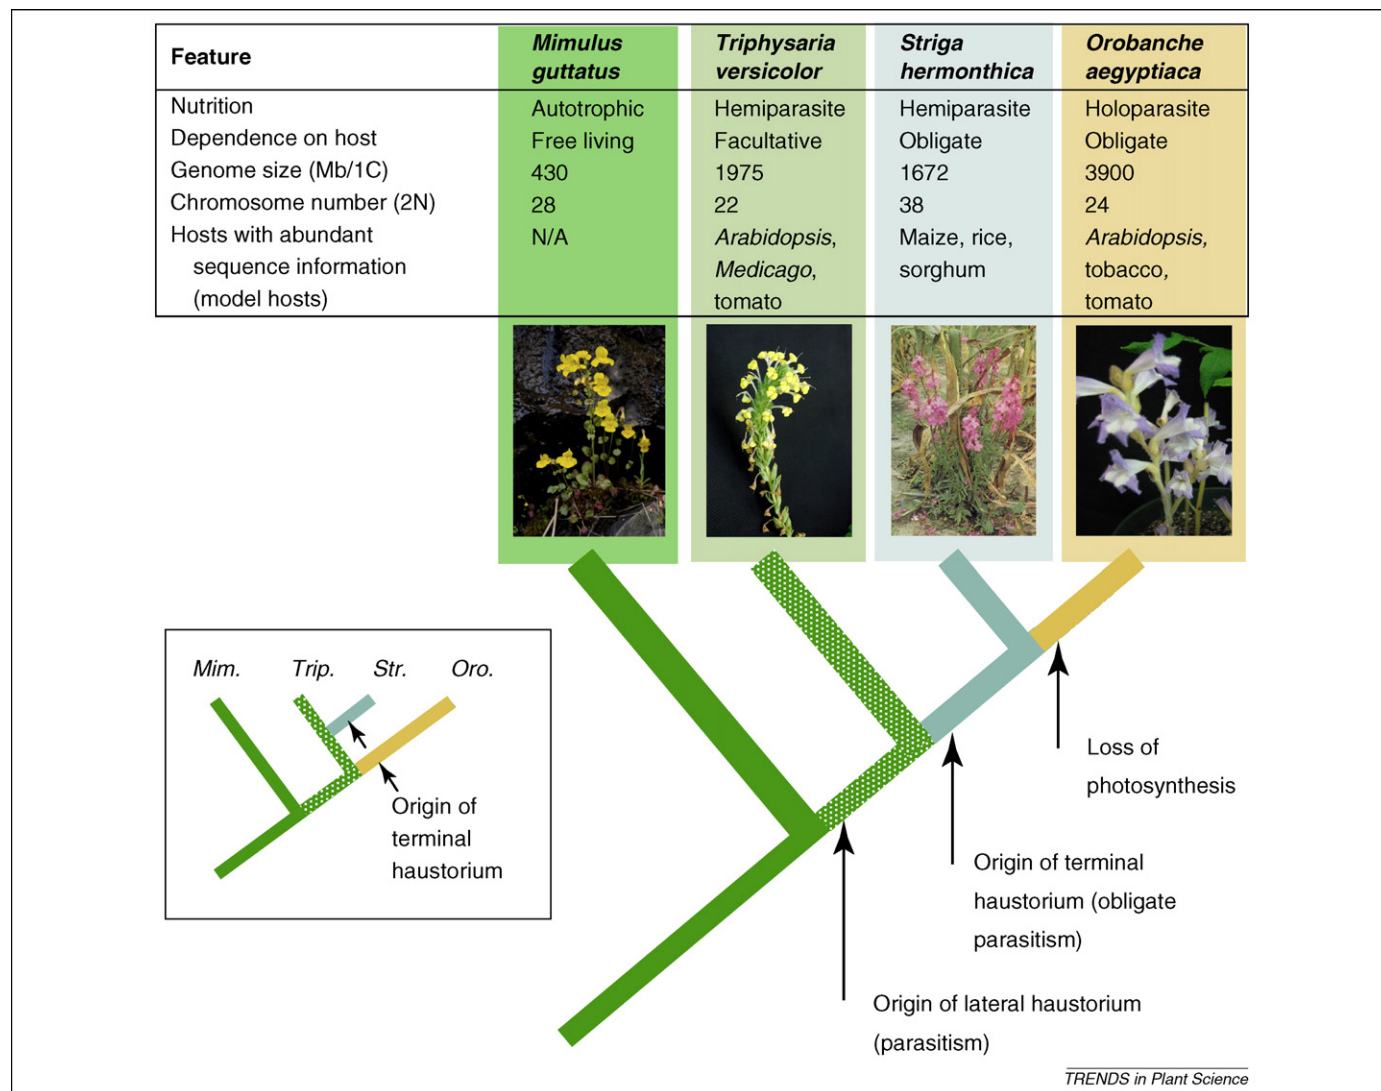 Feature
Mimulus guttatus
Triphysaria versicolor
Striga hermonthica
Orobanche aegyptiaca
Nutrition
Autotrophic
Hemiparasite
Hemiparasite
Holoparasite
Dependence on host
Free living
Facultative
Obligate
Obligate
Genome size (Mb/1C)
430
1975
1672
3900
Chromosome number (2N)
28
22
38
24
Hosts with abundant
sequence information
(model hosts)
N/A
Arabidopsis,
Medicago,
tomato
Maize, rice,
sorghum
Arabidopsis,
tobacco,
tomato
Mim.
Trip.
Str.
Oro.
Origin of
terminal
haustorium
Loss of
photosynthesis
Origin of terminal
haustorium (obligate
parasitism)
Origin of lateral haustorium
(parasitism)
TRENDS in Plant Science